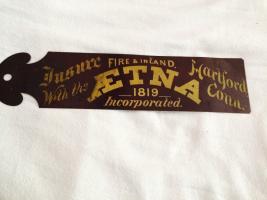 Insure
With the
FIRE & INLAND.
ÆTNA
1819
Incorporated.
Hartford
Conn.